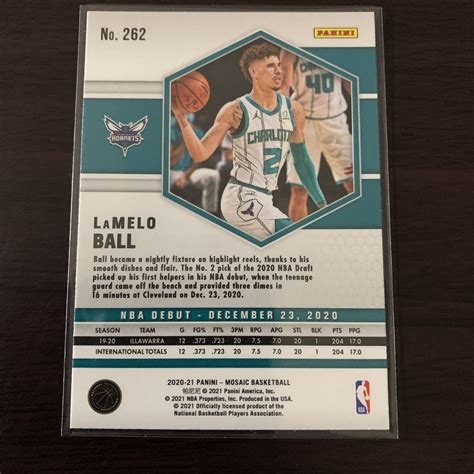 No. 262
PANINI
40
HORNETS
CHARLOTTE
2
LaMelo
BALL
Ball become a nightly fixture on highlight reels, thanks to his
smooth dishes and flair. The No. 2 pick of the 2020 NBA Draft
picked up his first helpers in his NBA debut, when the teenage
guard came off the bench and provided three dimes in
16 minutes at Cleveland on Dec. 23, 2020.
NBA DEBUT - DECEMBER 23, 2020
SEASON TEAM G FG% FT% 3PM RPG APG STL BLK PTS PPG
19-20 ILLAWARRA 12 .373 .723 20 7.5 7.0 20 1 204 17.0
INTERNATIONAL TOTALS 12 .373 .723 20 7.5 7.0 20 1 204 17.0
2020-21 PANINI – MOSAIC BASKETBALL
帕尼尼 © 2021 Panini America, Inc.
© 2021 NBA Properties, Inc. Produced in the USA.
© 2021 Officially licensed product of the
National Basketball Players Association.
NBA